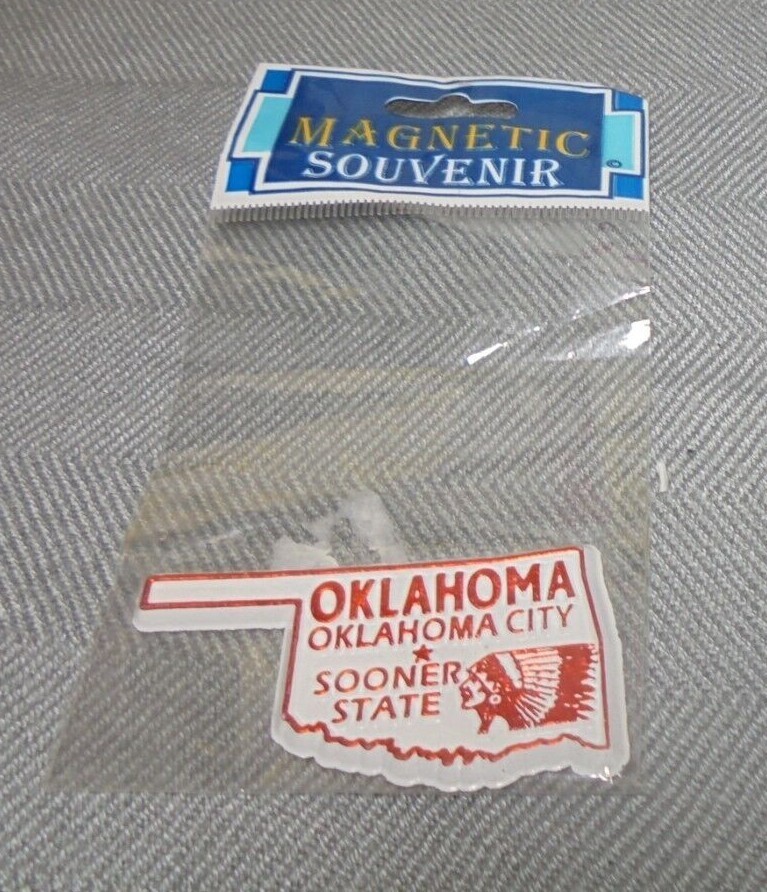 MAGNETIC
SOUVENIR
OKLAHOMA
OKLAHOMA CITY
SOONER
STATE